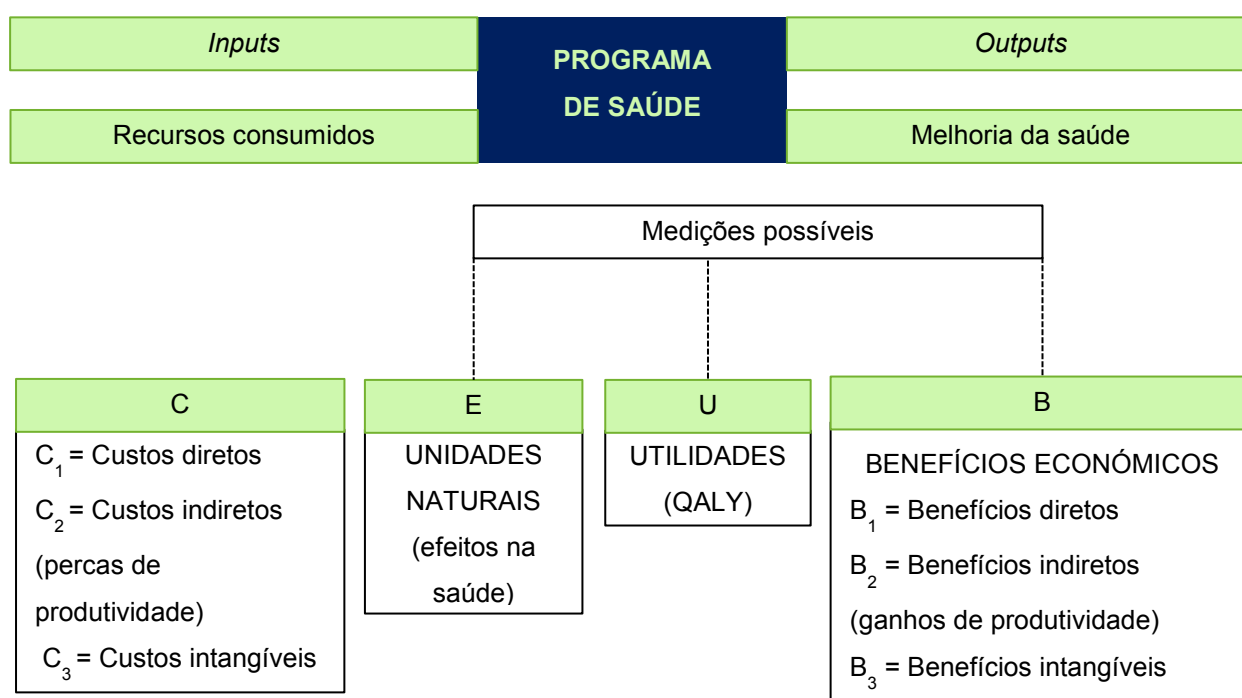 Inputs
PROGRAMA
DE SAÚDE
Outputs
Recursos consumidos
Melhoria da saúde
Medições possíveis
C
C1 = Custos diretos
C2 = Custos indiretos
(percas de
produtividade)
C3 = Custos intangíveis
E
UNIDADES
NATURAIS
(efeitos na
saúde)
U
UTILIDADES
(QALY)
B
BENEFÍCIOS ECONÓMICOS
B1 = Benefícios diretos
B2 = Benefícios indiretos
(ganhos de produtividade)
B3 = Benefícios intangíveis